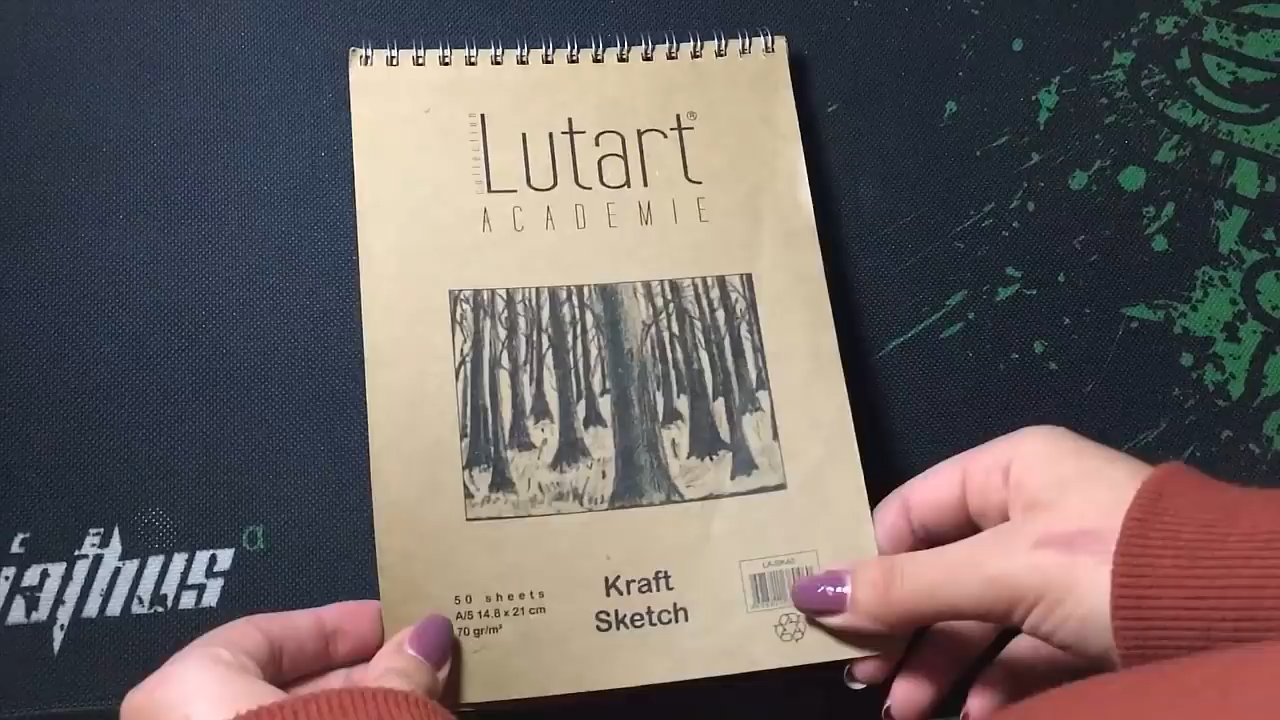 collection
Lutart®
ACADEMIE
50 sheets
A/5 14.8 x 21 cm
70 gr/m²
Kraft
Sketch
α